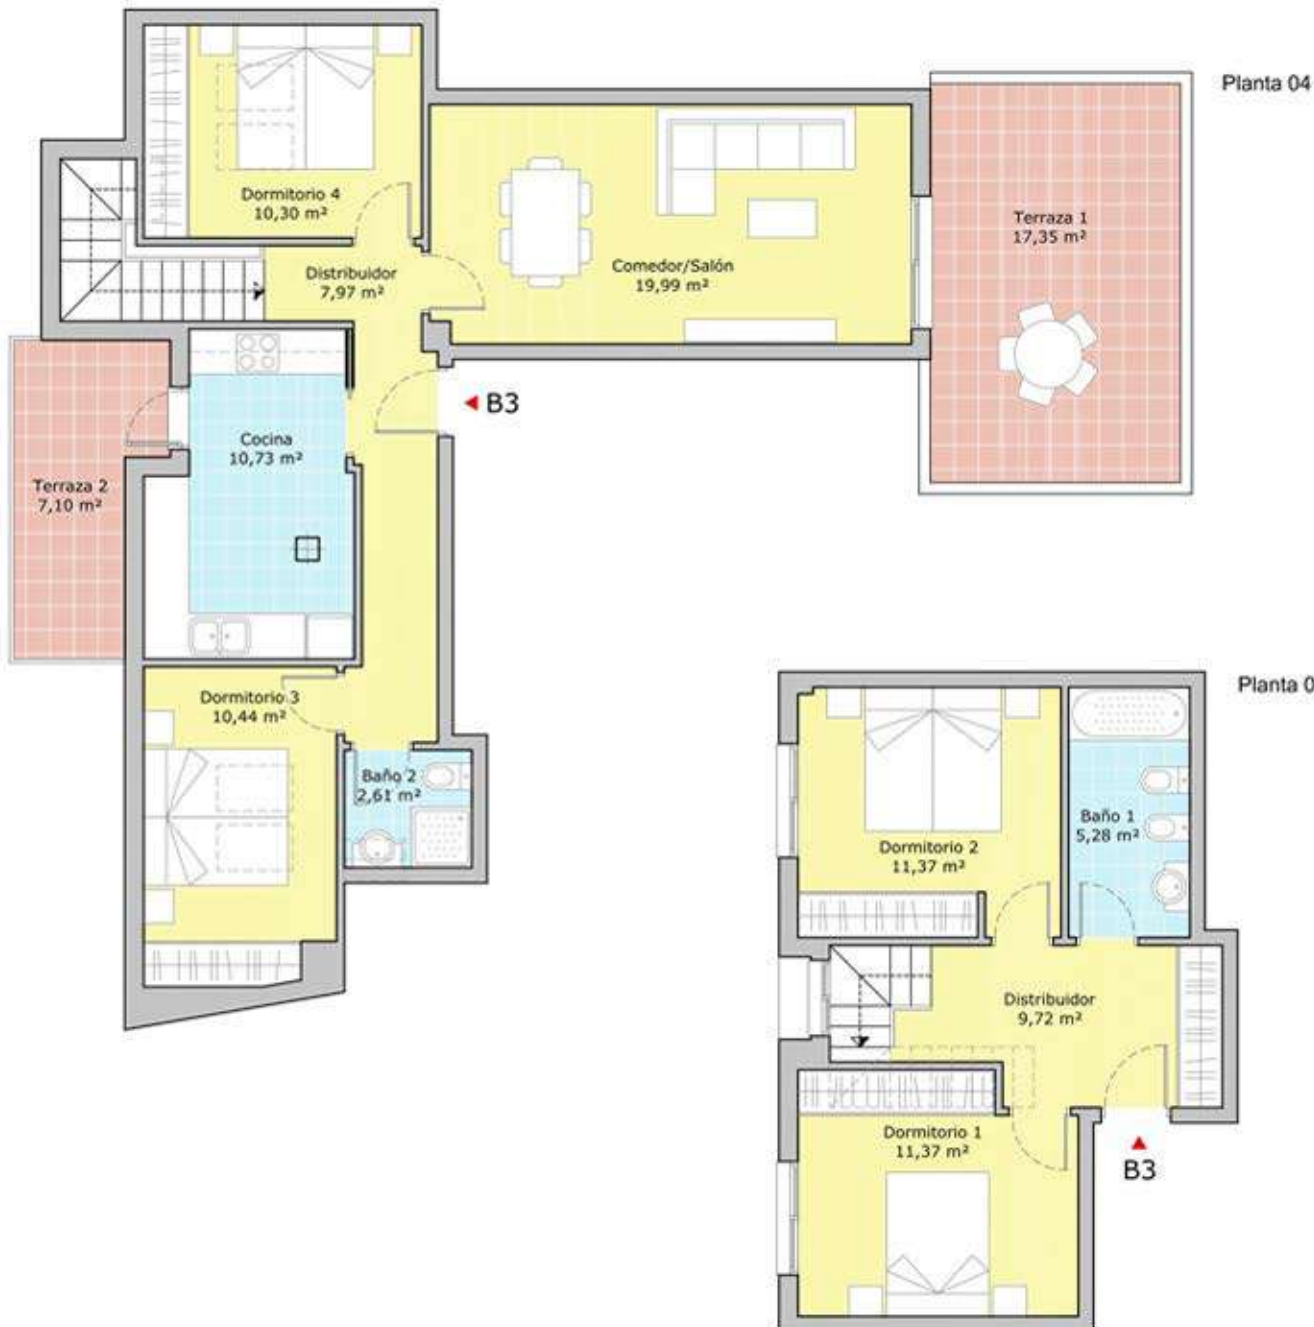 Planta 04
Dormitorio 4
10,30 m²
Terraza 1
17,35 m²
Distribuidor
7,97 m²
Comedor/Salón
19,99 m²
B3
Cocina
10,73 m²
Terraza 2
7,10 m²
Dormitorio 3
10,44 m²
Baño 2
2,61 m²
Planta 0
Dormitorio 2
11,37 m²
Baño 1
5,28 m²
Distribuidor
9,72 m²
Dormitorio 1
11,37 m²
B3